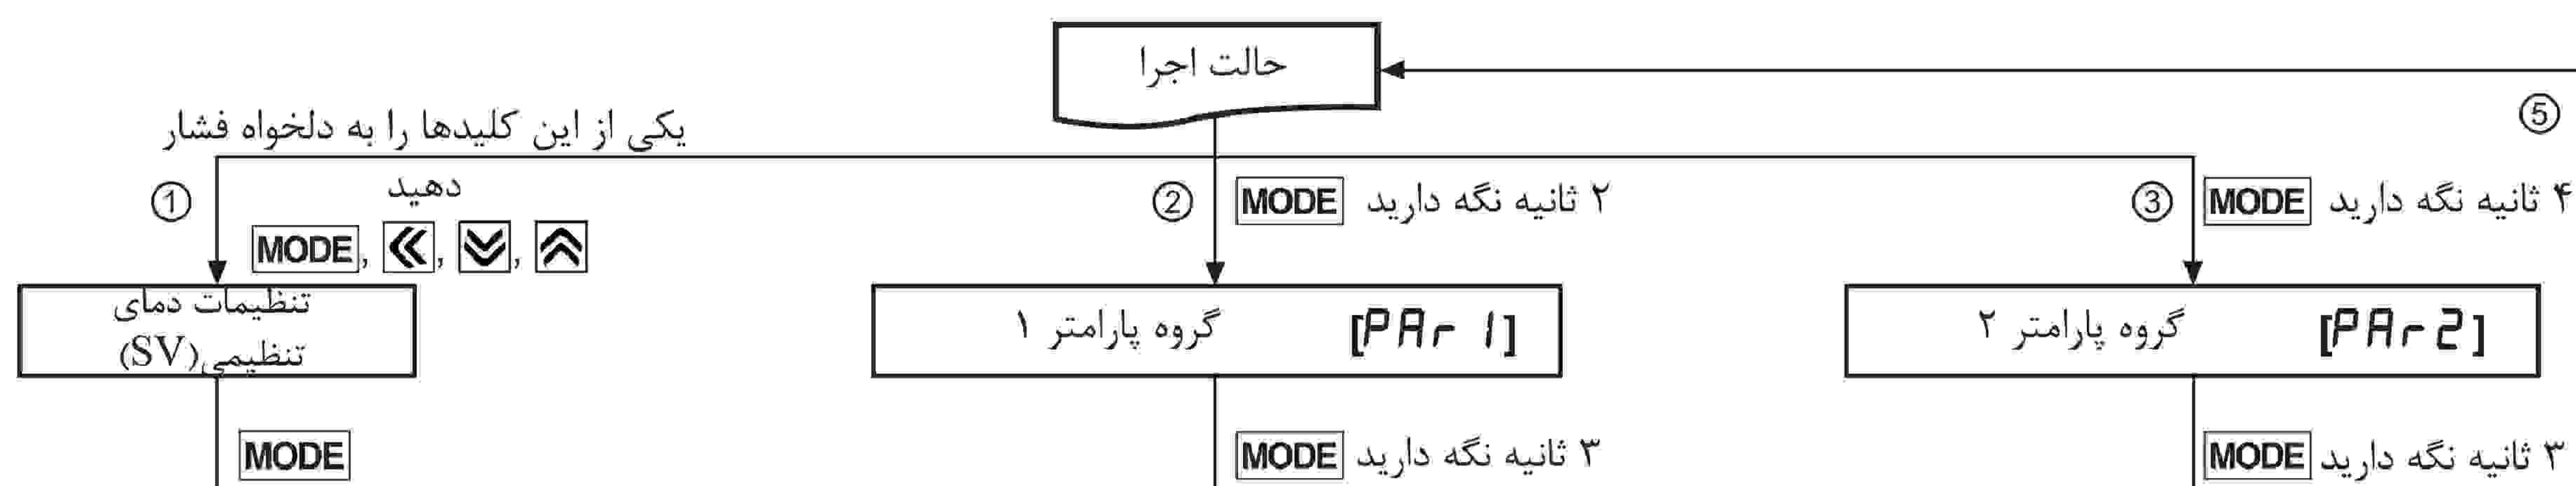 حالت اجرا
⑤
یکی از این کلیدها را به دلخواه فشار
دهید
①
MODE, , ,
②
MODE ۲ ثانیه نگه دارید
③
MODE ۴ ثانیه نگه دارید
تنظیمات دمای
تنظیمی(SV)
گروه پارامتر ۱ [PAr 1]
گروه پارامتر ۲ [PAr2]
MODE
MODE ۳ ثانیه نگه دارید
MODE ۳ ثانیه نگه دارید